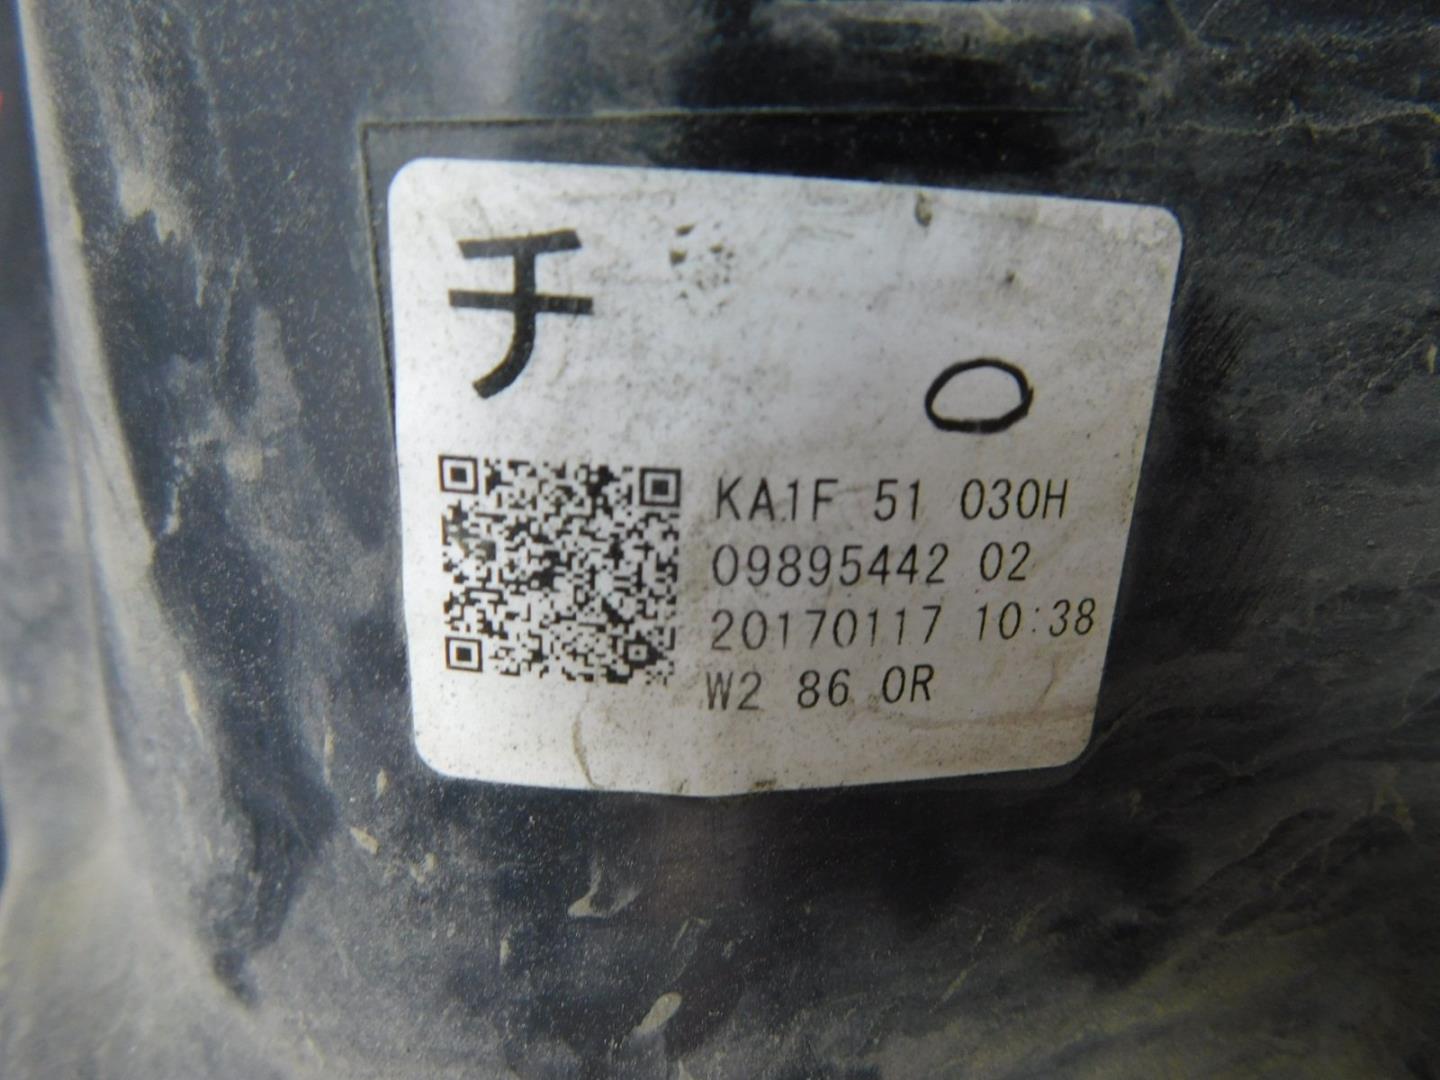 チ
KA1F 51 030H
09895442 02
20170117 10:38
W2 86 0R